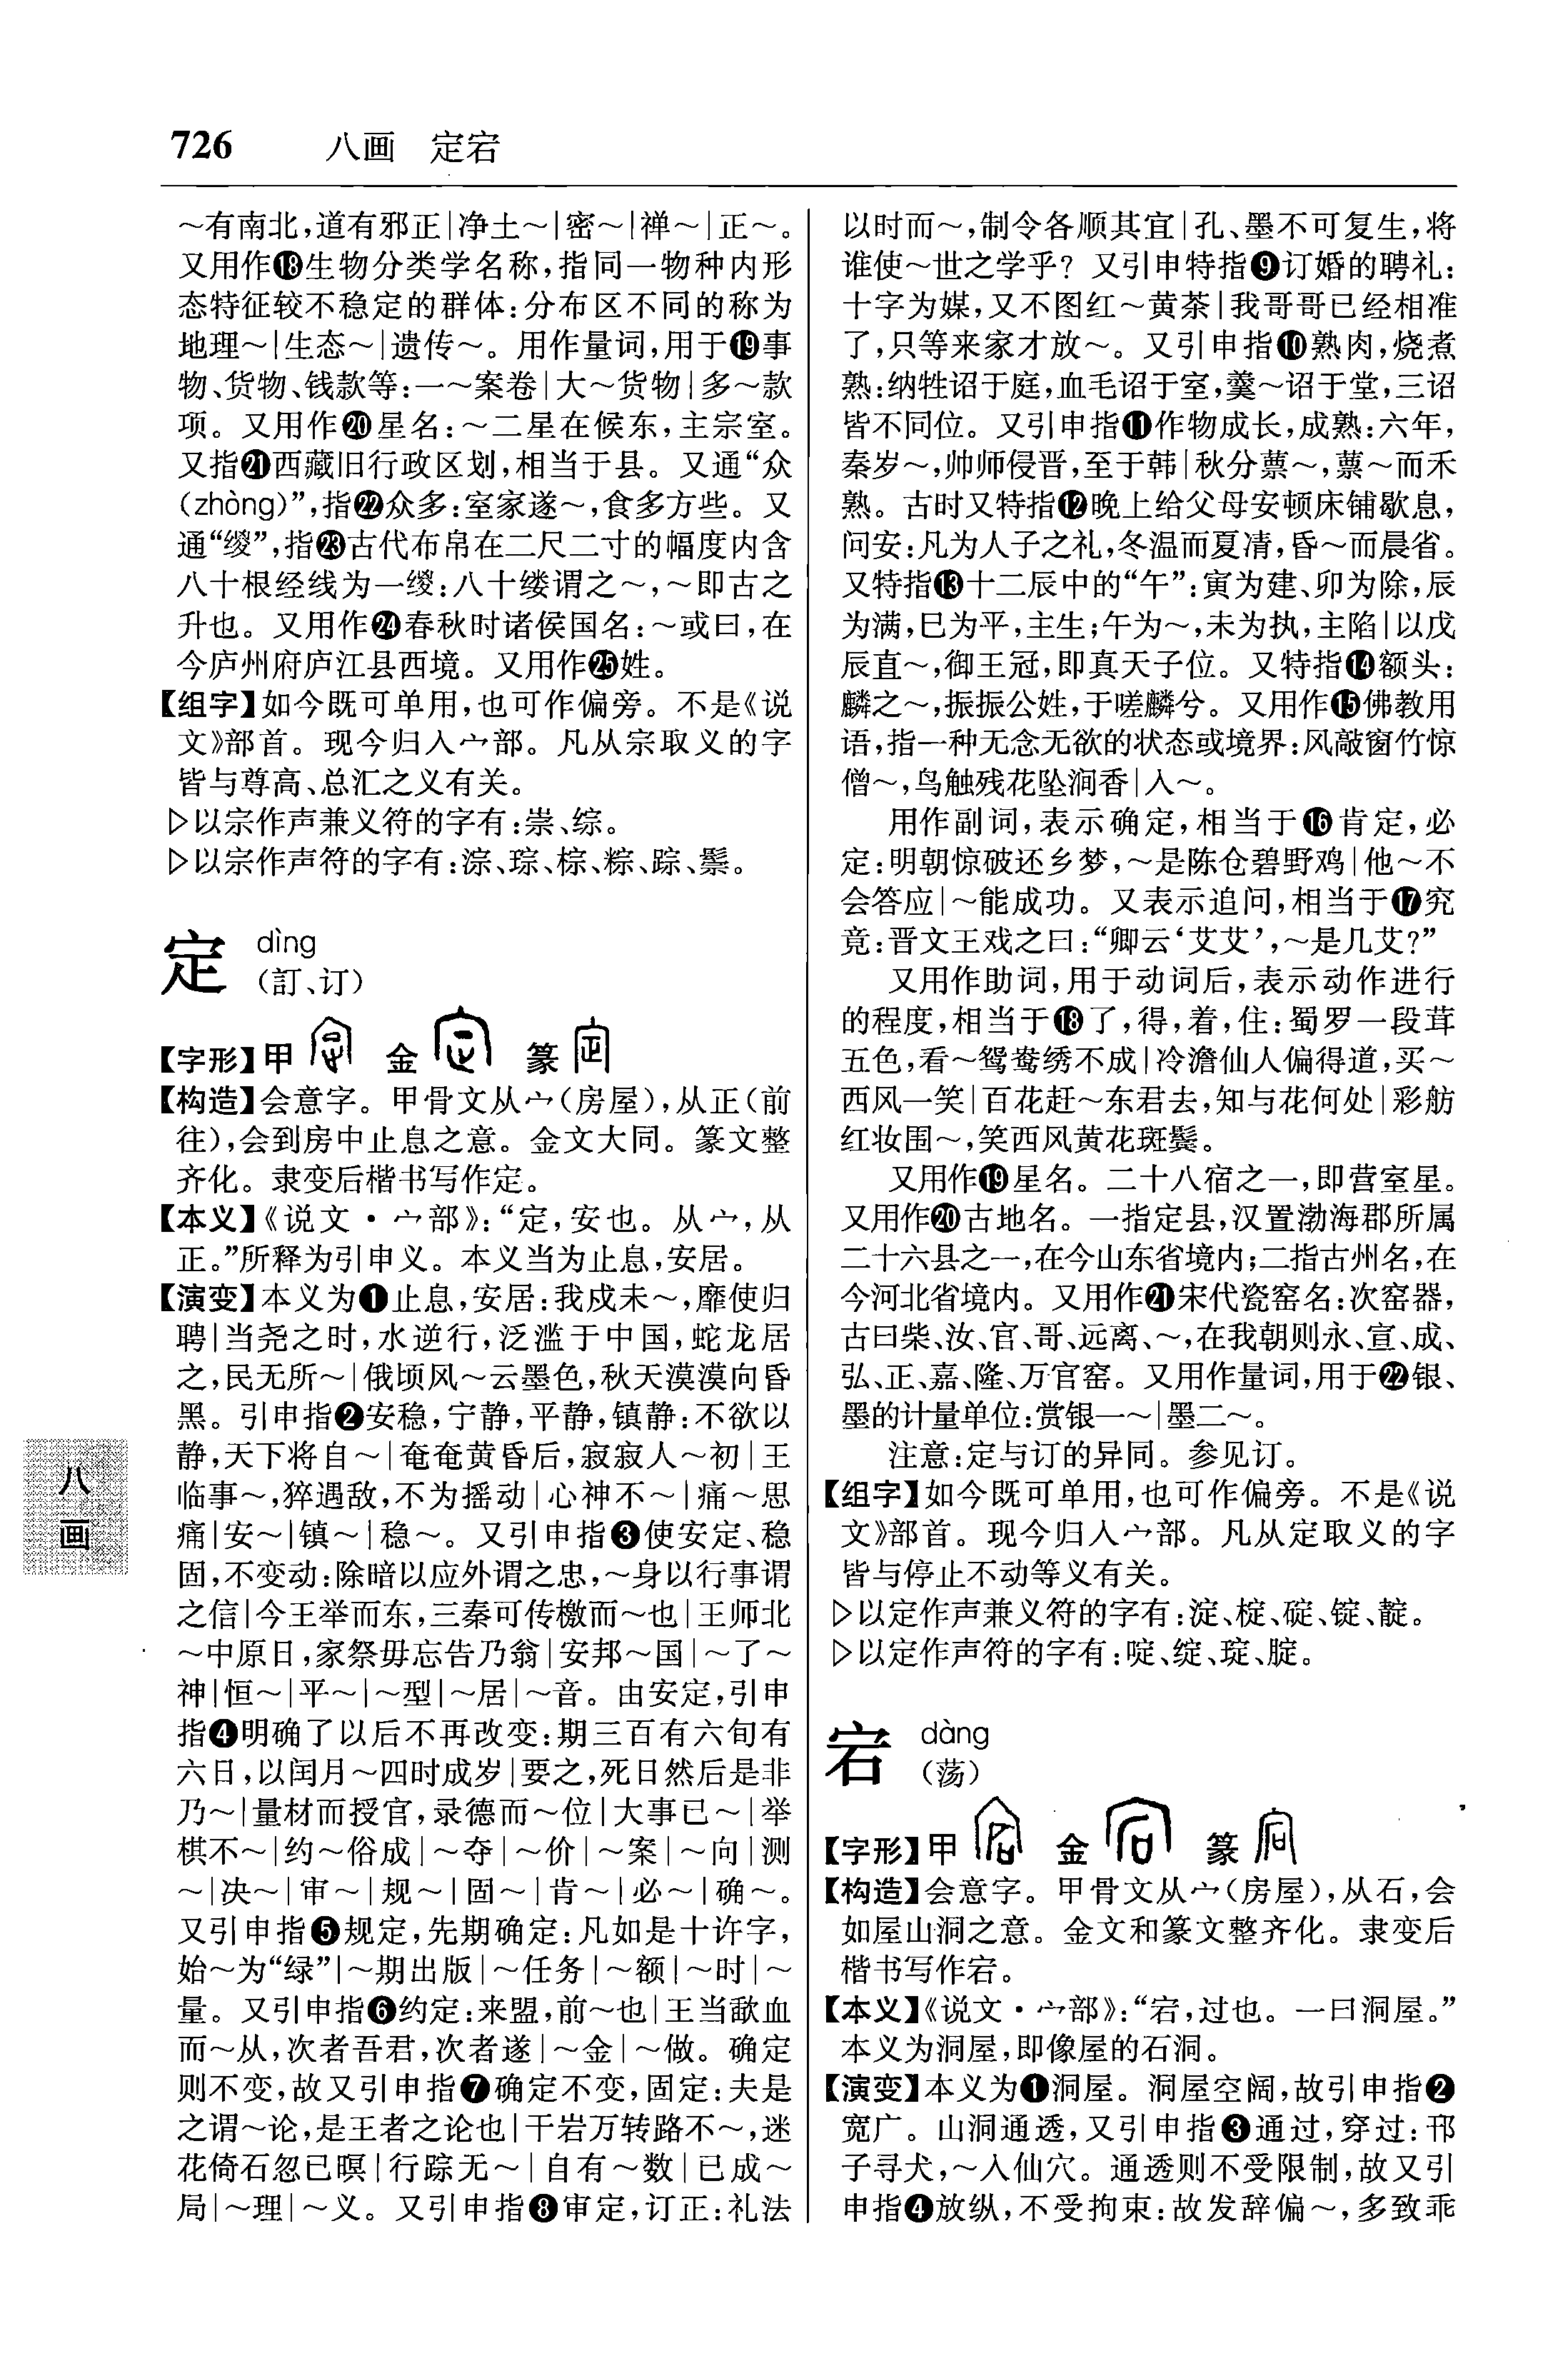 726 八画 定宕
～有南北,道有邪正|净土～|密～|禅～|正～。
又用作⓲生物分类学名称,指同一物种内形
态特征较不稳定的群体:分布区不同的称为
地理～|生态～|遗传～。用作量词,用于⓳事
物、货物、钱款等:一～案卷|大～货物|多～款
项。又用作⓴星名:～二星在候东,主宗室。
又指㉑西藏旧行政区划,相当于县。又通“众
(zhòng)”,指㉒众多:室家遂～,食多方些。又
通“緵”,指㉓古代布帛在二尺二寸的幅度内含
八十根经线为一緵:八十缕谓之～,～即古之
升也。又用作㉔春秋时诸侯国名:～或曰,在
今庐州府庐江县西境。又用作㉕姓。
【组字】如今既可单用,也可作偏旁。不是《说
文》部首。现今归入宀部。凡从宗取义的字
皆与尊高、总汇之义有关。
▷以宗作声兼义符的字有:崇、综。
▷以宗作声符的字有:淙、琮、棕、粽、踪、鬃。
定 dìng
(訂、订)
【字形】甲 金 篆
【构造】会意字。甲骨文从宀(房屋),从正(前
往),会到房中止息之意。金文大同。篆文整
齐化。隶变后楷书写作定。
【本义】《说文·宀部》:“定,安也。从宀,从
正。”所释为引申义。本义当为止息,安居。
【演变】本义为❶止息,安居:我戍未～,靡使归
聘|当尧之时,水逆行,泛滥于中国,蛇龙居
之,民无所～|俄顷风～云墨色,秋天漠漠向昏
黑。引申指❷安稳,宁静,平静,镇静:不欲以
静,天下将自～|奄奄黄昏后,寂寂人～初|王
临事～,猝遇敌,不为摇动|心神不～|痛～思
痛|安～|镇～|稳～。又引申指❸使安定、稳
固,不变动:除暗以应外谓之忠,～身以行事谓
之信|今王举而东,三秦可传檄而～也|王师北
～中原日,家祭毋忘告乃翁|安邦～国|～了～
神|恒～|平～|～型|～居|～音。由安定,引申
指❹明确了以后不再改变:期三百有六旬有
六日,以闰月～四时成岁|要之,死日然后是非
乃～|量材而授官,录德而～位|大事已～|举
棋不～|约～俗成|～夺|～价|～案|～向|测
～|决～|审～|规～|固～|肯～|必～|确～。
又引申指❺规定,先期确定:凡如是十许字,
始～为“绿”|～期出版|～任务|～额|～时|～
量。又引申指❻约定:来盟,前～也|王当歃血
而～从,次者吾君,次者遂|～金|～做。确定
则不变,故又引申指❼确定不变,固定:夫是
之谓～论,是王者之论也|千岩万转路不～,迷
花倚石忽已暝|行踪无～|自有～数|已成～
局|～理|～义。又引申指❽审定,订正:礼法
以时而～,制令各顺其宜|孔、墨不可复生,将
谁使～世之学乎？又引申特指❾订婚的聘礼:
十字为媒,又不图红～黄茶|我哥哥已经相准
了,只等来家才放～。又引申指❿熟肉,烧煮
熟:纳牲诏于庭,血毛诏于室,羹～诏于堂,三诏
皆不同位。又引申指⓫作物成长,成熟:六年,
秦岁～,帅师侵晋,至于韩|秋分蔈～,蔈～而禾
熟。古时又特指⓬晚上给父母安顿床铺歇息,
问安:凡为人子之礼,冬温而夏凊,昏～而晨省。
又特指⓭十二辰中的“午”:寅为建、卯为除,辰
为满,巳为平,主生;午为～,未为执,主陷|以戊
辰直～,御王冠,即真天子位。又特指⓮额头:
麟之～,振振公姓,于嗟麟兮。又用作⓯佛教用
语,指一种无念无欲的状态或境界:风敲窗竹惊
僧～,鸟触残花坠涧香|入～。
用作副词,表示确定,相当于⓰肯定,必
定:明朝惊破还乡梦,～是陈仓碧野鸡|他～不
会答应|～能成功。又表示追问,相当于⓱究
竟:晋文王戏之曰:“卿云‘艾艾’,～是几艾?”
又用作助词,用于动词后,表示动作进行
的程度,相当于⓲了,得,着,住:蜀罗一段茸
五色,看～鸳鸯绣不成|冷澹仙人偏得道,买～
西风一笑|百花赶～东君去,知与花何处|彩舫
红妆围～,笑西风黄花斑鬓。
又用作⓳星名。二十八宿之一,即营室星。
又用作⓴古地名。一指定县,汉置渤海郡所属
二十六县之一,在今山东省境内;二指古州名,在
今河北省境内。又用作㉑宋代瓷窑名:次窑器,
古曰柴、汝、官、哥、远离、～,在我朝则永、宣、成、
弘、正、嘉、隆、万官窑。又用作量词,用于㉒银、
墨的计量单位:赏银一～|墨二～。
注意:定与订的异同。参见订。
【组字】如今既可单用,也可作偏旁。不是《说
文》部首。现今归入宀部。凡从定取义的字
皆与停止不动等义有关。
▷以定作声兼义符的字有:淀、椗、碇、锭、靛。
▷以定作声符的字有:啶、绽、琔、腚。
宕 dàng
(荡)
【字形】甲 金 篆
【构造】会意字。甲骨文从宀(房屋),从石,会
如屋山洞之意。金文和篆文整齐化。隶变后
楷书写作宕。
【本义】《说文·宀部》:“宕,过也。一曰洞屋。”
本义为洞屋,即像屋的石洞。
【演变】本义为❶洞屋。洞屋空阔,故引申指❷
宽广。山洞通透,又引申指❸通过,穿过:邗
子寻犬,～入仙穴。通透则不受限制,故又引
申指❹放纵,不受拘束:故发辞偏～,多致乖
八画